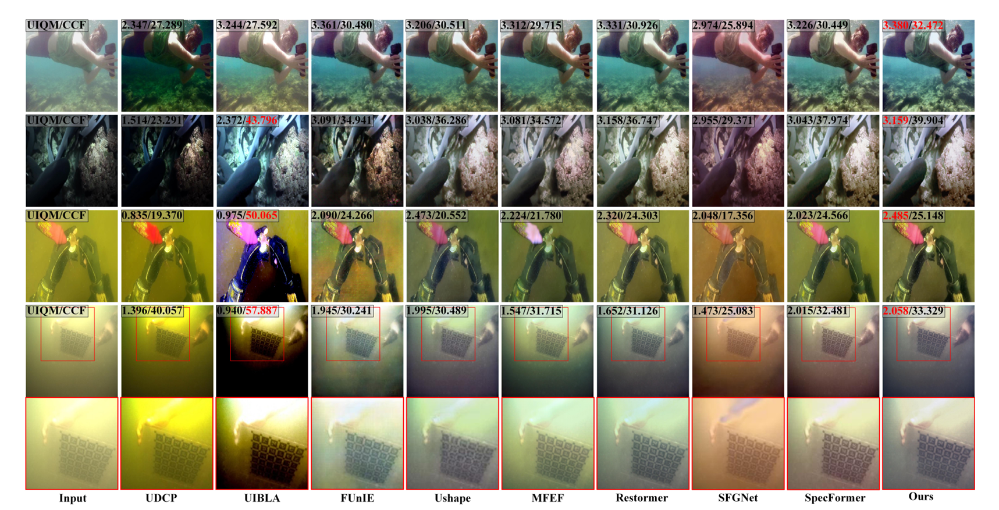 UIQM/CCF 2.347/27.289 3.244/27.592 3.361/30.480 3.206/30.511 3.312/29.715 3.331/30.926 2.974/25.894 3.226/30.449 3.380/32.472
UIQM/CCF 1.514/23.291 2.372/43.796 3.091/34.941 3.038/36.286 3.081/34.572 3.158/36.747 2.955/29.371 3.043/37.974 3.159/39.904
UIQM/CCF 0.835/19.370 0.975/50.065 2.090/24.266 2.473/20.552 2.224/21.780 2.320/24.303 2.048/17.356 2.023/24.566 2.485/25.148
UIQM/CCF 1.396/40.057 0.940/57.887 1.945/30.241 1.995/30.489 1.547/31.715 1.652/31.126 1.473/25.083 2.015/32.481 2.058/33.329
Input UDCP UIBLA FUnIE Ushape MFEF Restormer SFGNet SpecFormer Ours